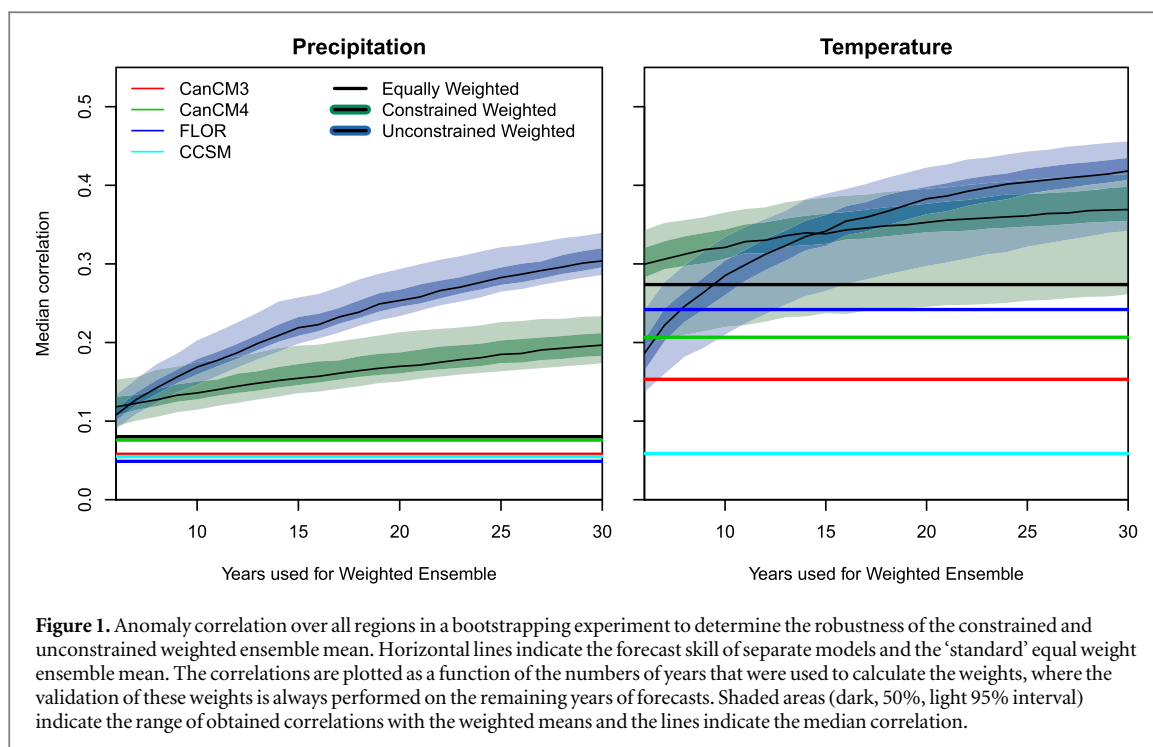 Precipitation
Temperature
CanCM3
CanCM4
FLOR
CCSM
Equally Weighted
Constrained Weighted
Unconstrained Weighted
Median correlation
0.0
0.1
0.2
0.3
0.4
0.5
10
15
20
25
30
10
15
20
25
30
Years used for Weighted Ensemble
Years used for Weighted Ensemble
Figure 1. Anomaly correlation over all regions in a bootstrapping experiment to determine the robustness of the constrained and
unconstrained weighted ensemble mean. Horizontal lines indicate the forecast skill of separate models and the ‘standard’ equal weight
ensemble mean. The correlations are plotted as a function of the numbers of years that were used to calculate the weights, where the
validation of these weights is always performed on the remaining years of forecasts. Shaded areas (dark, 50%, light 95% interval)
indicate the range of obtained correlations with the weighted means and the lines indicate the median correlation.